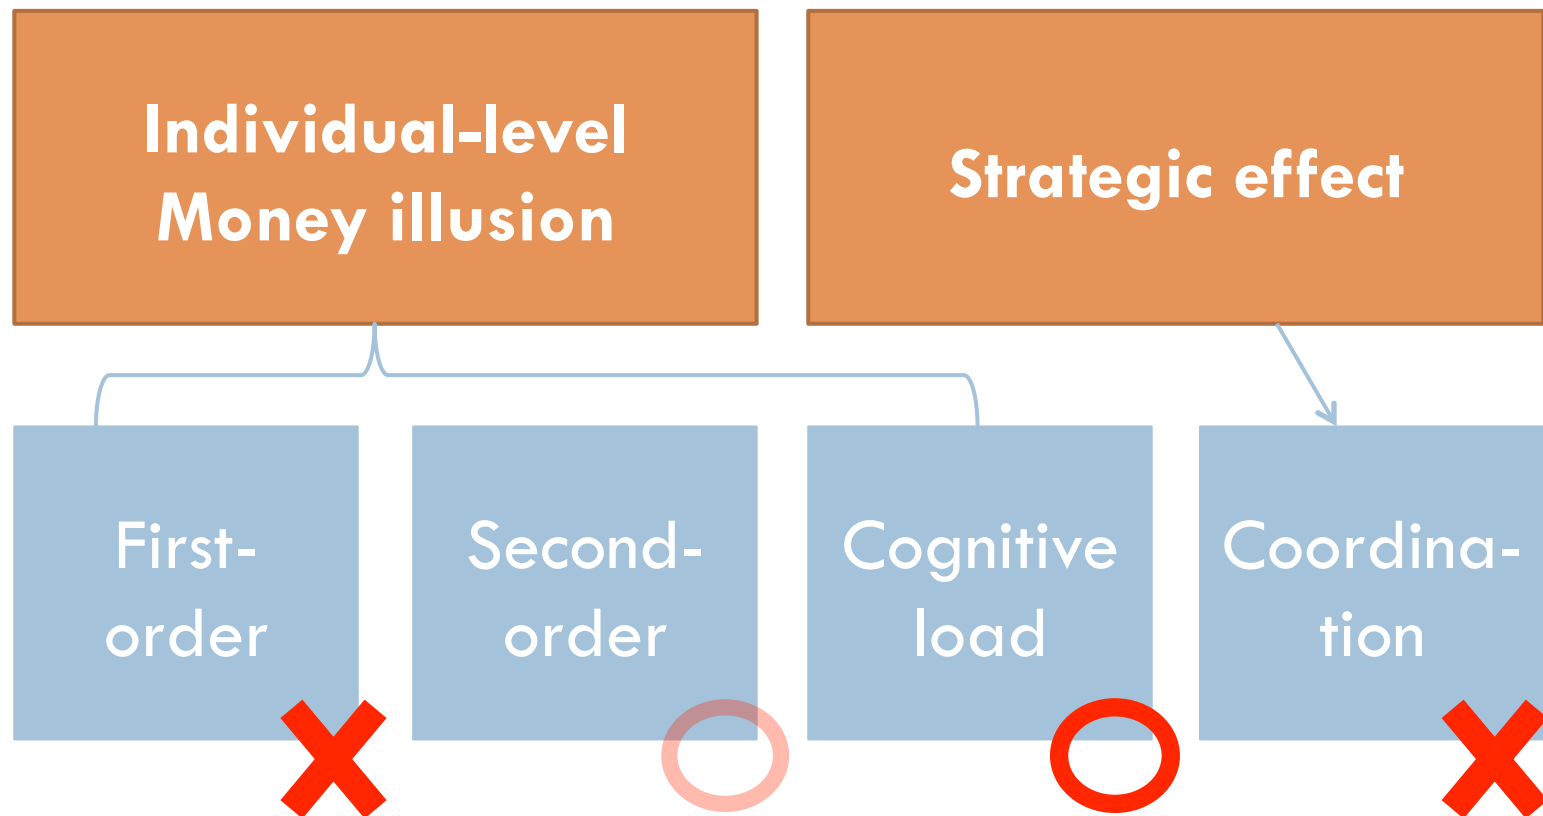 Individual-level
Money illusion
Strategic effect
First-
order
Second-
order
Cognitive
load
Coordina-
tion